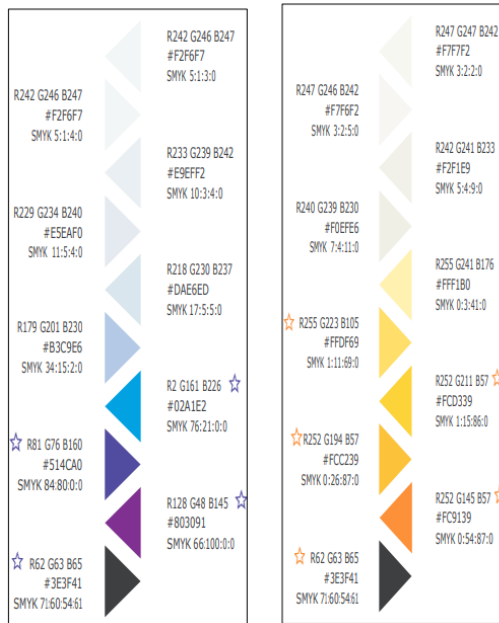 R242 G246 B247
#F2F6F7
SMYK 5:1:3:0
R242 G246 B247
#F2F6F7
SMYK 5:1:4:0
R233 G239 B242
#E9EFF2
SMYK 10:3:4:0
R229 G234 B240
#E5EAF0
SMYK 11:5:4:0
R218 G230 B237
#DAE6ED
SMYK 17:5:5:0
R179 G201 B230
#B3C9E6
SMYK 34:15:2:0
R2 G161 B226
#02A1E2
SMYK 76:21:0:0
R81 G76 B160
#514CA0
SMYK 84:80:0:0
R128 G48 B145
#803091
SMYK 66:100:0:0
R62 G63 B65
#3E3F41
SMYK 71:60:54:61
R247 G247 B242
#F7F7F2
SMYK 3:2:2:0
R247 G246 B242
#F7F6F2
SMYK 3:2:5:0
R242 G241 B233
#F2F1E9
SMYK 5:4:9:0
R240 G239 B230
#F0EFE6
SMYK 7:4:11:0
R255 G241 B176
#FFF1B0
SMYK 0:3:41:0
R255 G223 B105
#FFDF69
SMYK 1:11:69:0
R252 G211 B57
#FCD339
SMYK 1:15:86:0
R252 G194 B57
#FCC239
SMYK 0:26:87:0
R252 G145 B57
#FC9139
SMYK 0:54:87:0
R62 G63 B65
#3E3F41
SMYK 71:60:54:61